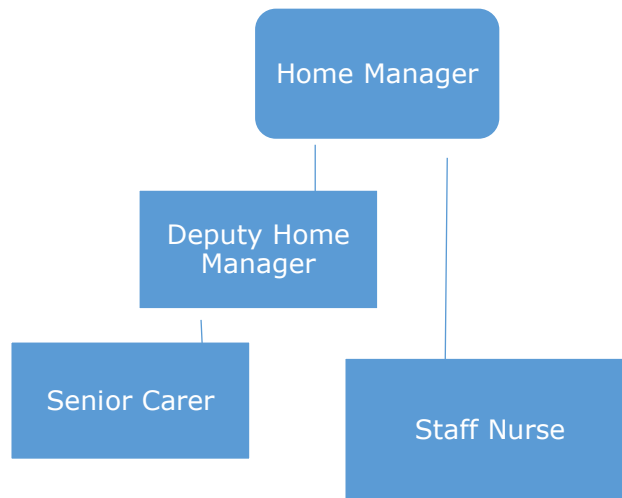 Home Manager
Deputy Home
Manager
Senior Carer
Staff Nurse